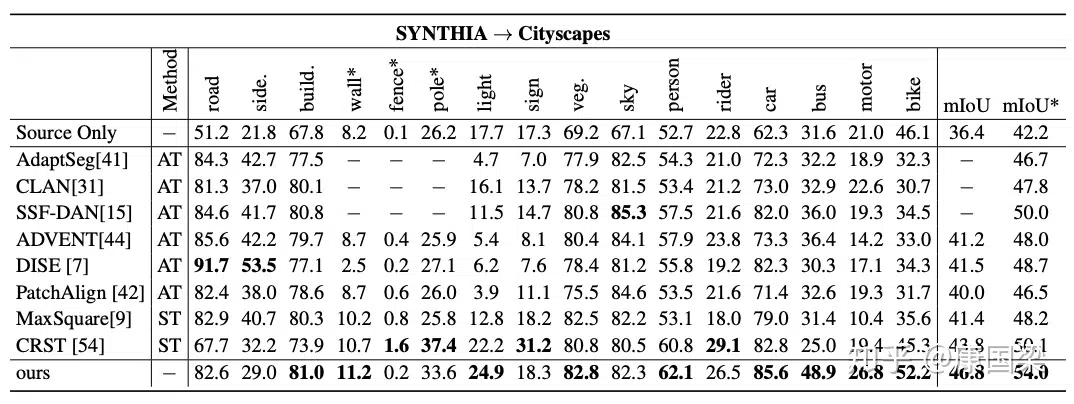 SYNTHIA → Cityscapes
Method road side. build. wall* fence* pole* light sign veg. sky person rider car bus motor bike mIoU mIoU*
Source Only – 51.2 21.8 67.8 8.2 0.1 26.2 17.7 17.3 69.2 67.1 52.7 22.8 62.3 31.6 21.0 46.1 36.4 42.2
AdaptSeg[41] AT 84.3 42.7 77.5 – – – 4.7 7.0 77.9 82.5 54.3 21.0 72.3 32.2 18.9 32.3 – 46.7
CLAN[31] AT 81.3 37.0 80.1 – – – 16.1 13.7 78.2 81.5 53.4 21.2 73.0 32.9 22.6 30.7 – 47.8
SSF-DAN[15] AT 84.6 41.7 80.8 – – – 11.5 14.7 80.8 85.3 57.5 21.6 82.0 36.0 19.3 34.5 – 50.0
ADVENT[44] AT 85.6 42.2 79.7 8.7 0.4 25.9 5.4 8.1 80.4 84.1 57.9 23.8 73.3 36.4 14.2 33.0 41.2 48.0
DISE [7] AT 91.7 53.5 77.1 2.5 0.2 27.1 6.2 7.6 78.4 81.2 55.8 19.2 82.3 30.3 17.1 34.3 41.5 48.7
PatchAlign [42] AT 82.4 38.0 78.6 8.7 0.6 26.0 3.9 11.1 75.5 84.6 53.5 21.6 71.4 32.6 19.3 31.7 40.0 46.5
MaxSquare[9] ST 82.9 40.7 80.3 10.2 0.8 25.8 12.8 18.2 82.5 82.2 53.1 18.0 79.0 31.4 10.4 35.6 41.4 48.2
CRST [54] ST 67.7 32.2 73.9 10.7 1.6 37.4 22.2 31.2 80.8 80.5 60.8 29.1 82.8 25.0 19.4 45.3 43.8 50.1
ours – 82.6 29.0 81.0 11.2 0.2 33.6 24.9 18.3 82.8 82.3 62.1 26.5 85.6 48.9 26.8 52.2 46.8 54.0
知乎 @康国梁